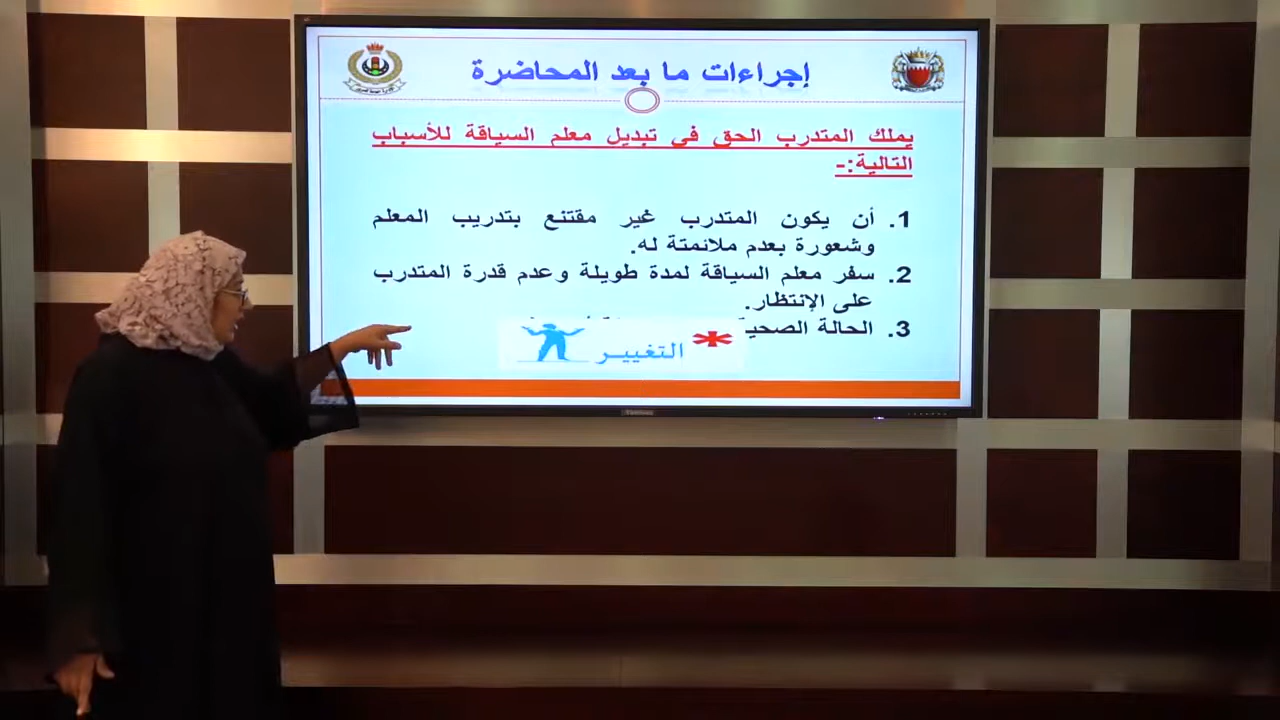 إجراءات ما بعد المحاضرة
يملك المتدرب الحق في تبديل معلم السياقة للأسباب
التالية:-
1. أن يكون المتدرب غير مقتنع بتدريب المعلم
وشعورة بعدم ملائمتة له.
2. سفر معلم السياقة لمدة طويلة وعدم قدرة المتدرب
على الإنتظار.
3. الحالة
* التغييـر